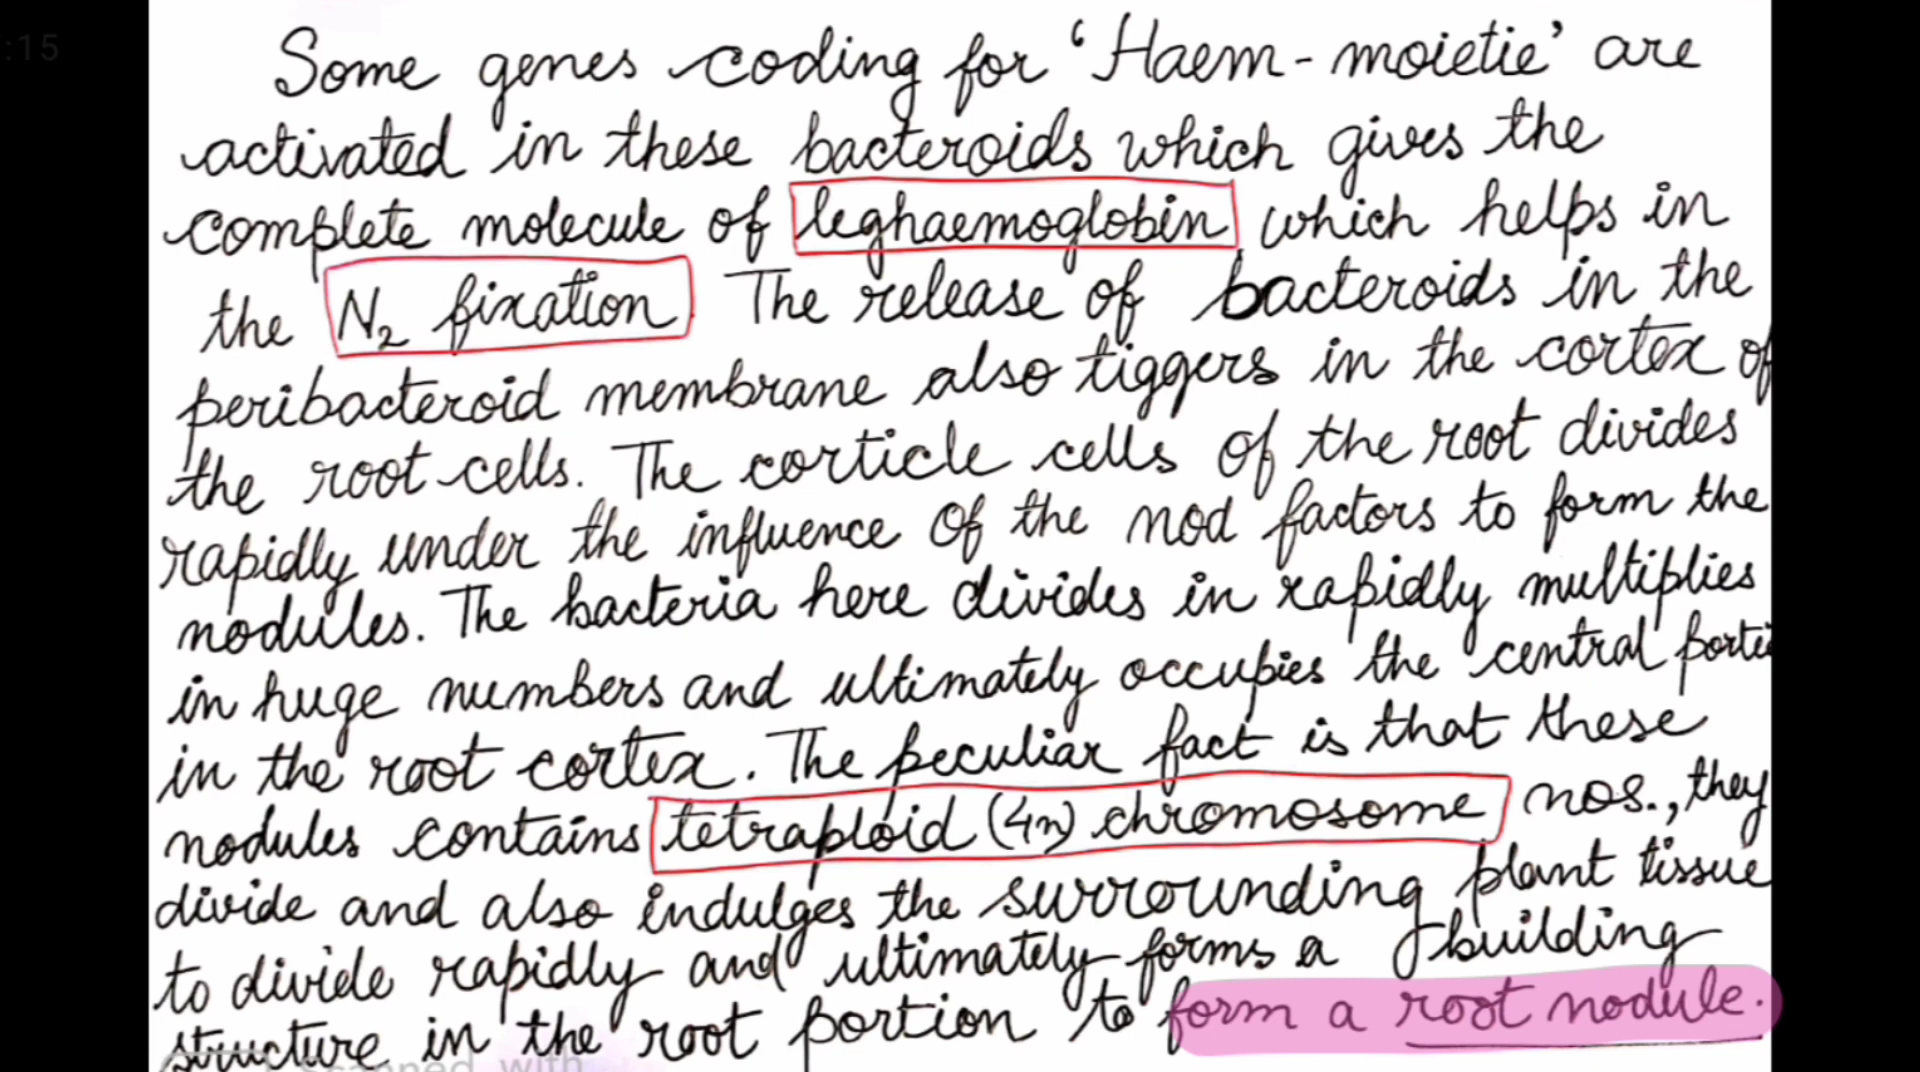 :15
Some genes coding for 'Haem-moietie' are
activated in these bacteroids which gives the
complete molecule of leghaemoglobin which helps in
the N₂ fixation. The release of bacteroids in the
peribacteroid membrane also tiggers in the cortex of
the root cells. The corticle cells of the root divides
rapidly under the influence of the nod factors to form the
nodules. The bacteria here divides in rapidly multiplies
in huge numbers and ultimately occupies the central
in the root cortex. The peculiar fact is that these
nodules contains tetraploid (4n) chromosome nos., they
divide and also indulges the surrounding plant tissue
to divide rapidly and ultimately forms a building
structure in the root portion to form a root nodule.
scanned with